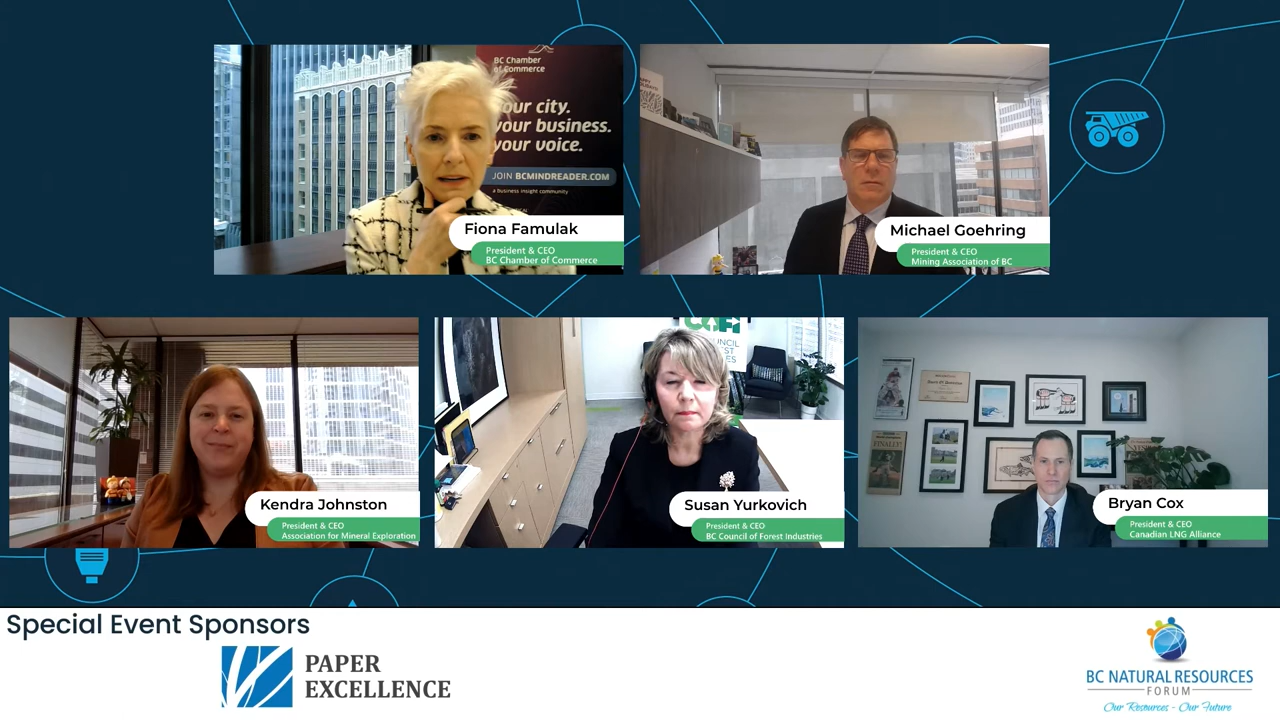 BC Chamber
of Commerce
your city.
your business.
your voice.
JOIN BCMINDREADER.COM
a business insight community
Fiona Famulak
President & CEO
BC Chamber of Commerce
Michael Goehring
President & CEO
Mining Association of BC
Kendra Johnston
President & CEO
Association for Mineral Exploration
Susan Yurkovich
President & CEO
BC Council of Forest Industries
FINALLY!
Bryan Cox
President & CEO
Canadian LNG Alliance
Special Event Sponsors
PAPER
EXCELLENCE
BC NATURAL RESOURCES
FORUM
Our Resources - Our Future